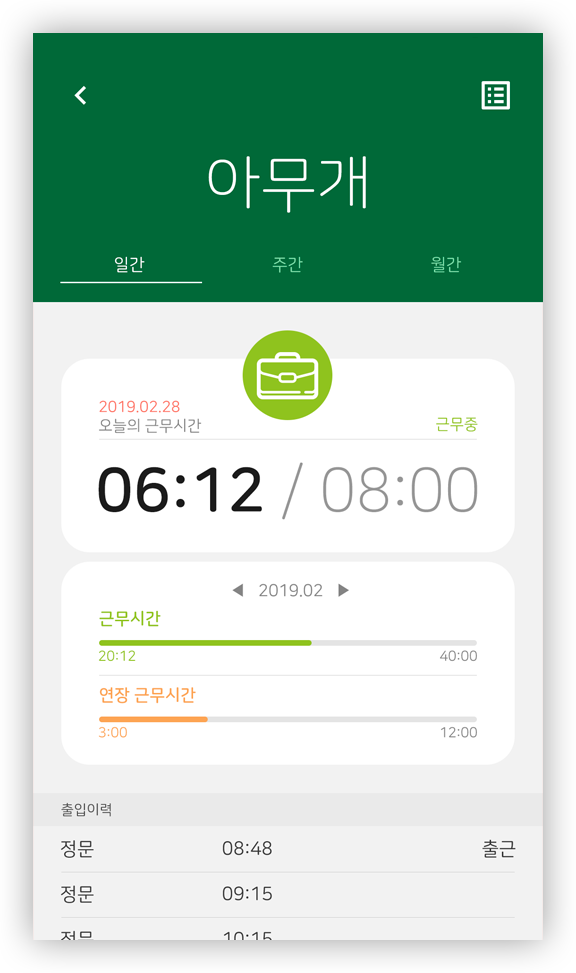 아무개
일간 주간 월간
2019.02.28
오늘의 근무시간 근무중
06:12 / 08:00
◀ 2019.02 ▶
근무시간
20:12 40:00
연장 근무시간
3:00 12:00
출입이력
정문 08:48 출근
정문 09:15
정문 10:15